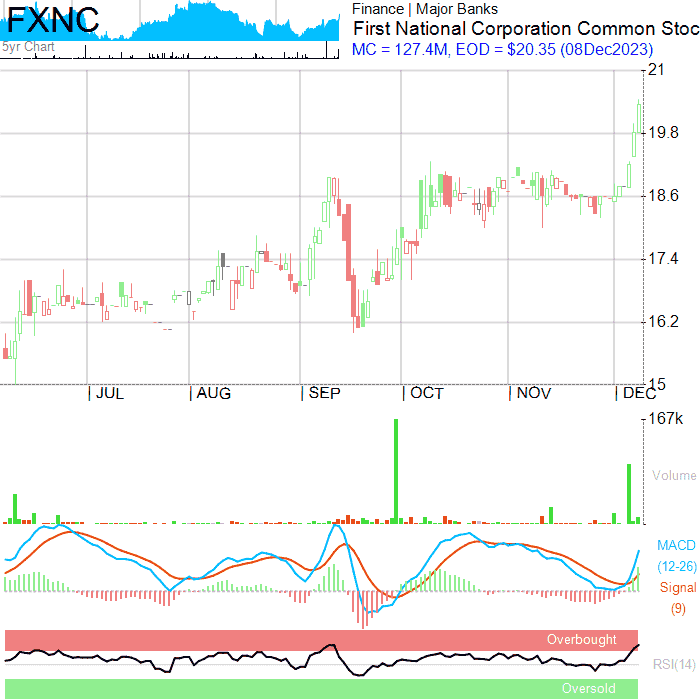 FXNC
5yr Chart
Finance | Major Banks
First National Corporation Common Stoc
MC = 127.4M, EOD = $20.35 (08Dec2023)
21
19.8
18.6
17.4
16.2
15
JUL AUG SEP OCT NOV DEC
167k
Volume
MACD
(12-26)
Signal
(9)
Overbought
RSI(14)
Oversold